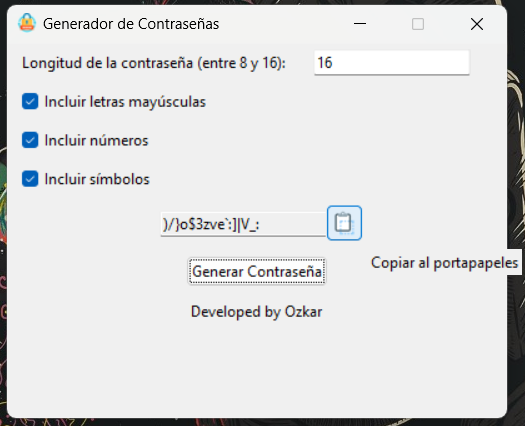 Generador de Contraseñas
Longitud de la contraseña (entre 8 y 16): 16
Incluir letras mayúsculas
Incluir números
Incluir símbolos
)/}o$3zve`:]|V_:
Generar Contraseña
Copiar al portapapeles
Developed by Ozkar